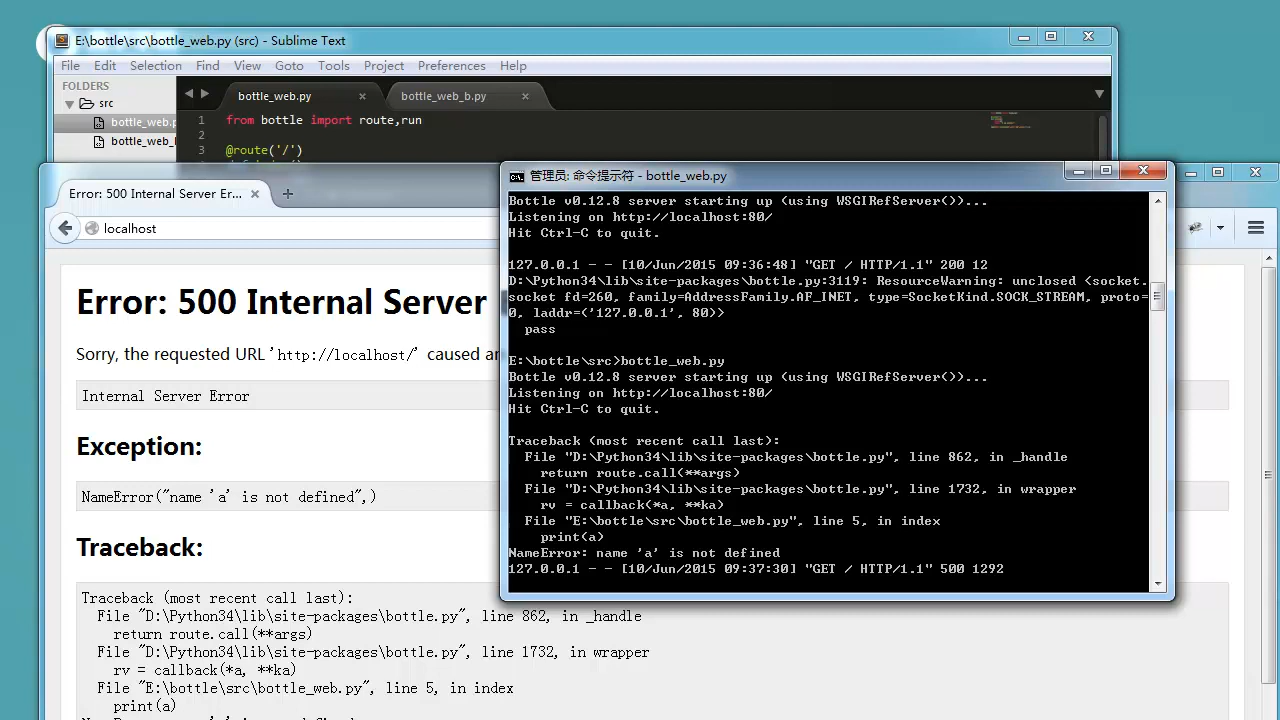 E:\bottle\src\bottle_web.py (src) - Sublime Text
File Edit Selection Find View Goto Tools Project Preferences Help
FOLDERS
src
bottle_web.p
bottle_web_
bottle_web.py
bottle_web_b.py
1 from bottle import route,run
2
3 @route('/')
Error: 500 Internal Server Er...
localhost
Error: 500 Internal Server
Sorry, the requested URL 'http://localhost/' caused an
Internal Server Error
Exception:
NameError("name 'a' is not defined",)
Traceback:
Traceback (most recent call last):
File "D:\Python34\lib\site-packages\bottle.py", line 862, in _handle
return route.call(**args)
File "D:\Python34\lib\site-packages\bottle.py", line 1732, in wrapper
rv = callback(*a, **ka)
File "E:\bottle\src\bottle_web.py", line 5, in index
print(a)
管理员: 命令提示符 - bottle_web.py
Bottle v0.12.8 server starting up (using WSGIRefServer())...
Listening on http://localhost:80/
Hit Ctrl-C to quit.
127.0.0.1 - - [10/Jun/2015 09:36:48] "GET / HTTP/1.1" 200 12
D:\Python34\lib\site-packages\bottle.py:3119: ResourceWarning: unclosed <socket.
socket fd=260, family=AddressFamily.AF_INET, type=SocketKind.SOCK_STREAM, proto=
0, laddr=('127.0.0.1', 80)>
pass
E:\bottle\src>bottle_web.py
Bottle v0.12.8 server starting up (using WSGIRefServer())...
Listening on http://localhost:80/
Hit Ctrl-C to quit.
Traceback (most recent call last):
File "D:\Python34\lib\site-packages\bottle.py", line 862, in _handle
return route.call(**args)
File "D:\Python34\lib\site-packages\bottle.py", line 1732, in wrapper
rv = callback(*a, **ka)
File "E:\bottle\src\bottle_web.py", line 5, in index
print(a)
NameError: name 'a' is not defined
127.0.0.1 - - [10/Jun/2015 09:37:30] "GET / HTTP/1.1" 500 1292